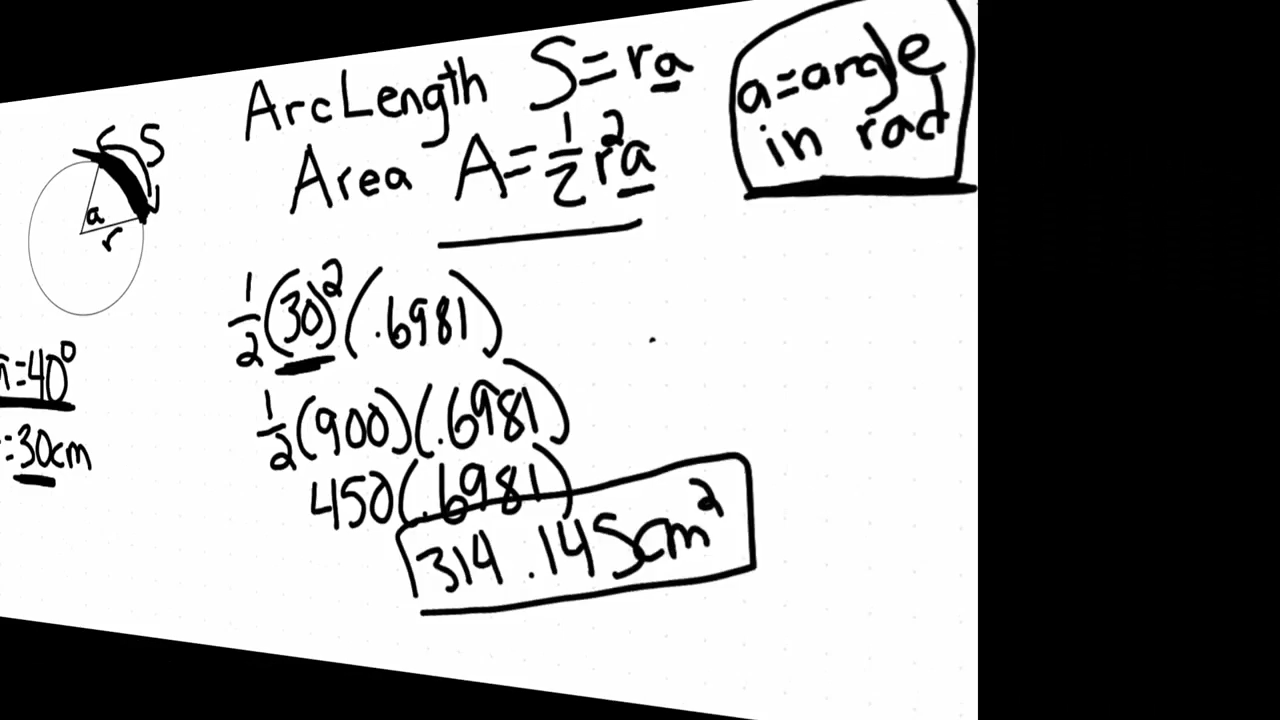 Arc Length S=ra
Area A=½r²a
a=angle
in rad
S
a
r
a=40°
=30cm
½(30)²(.6981)
½(900)(.6981)
450(.6981)
314.145cm²